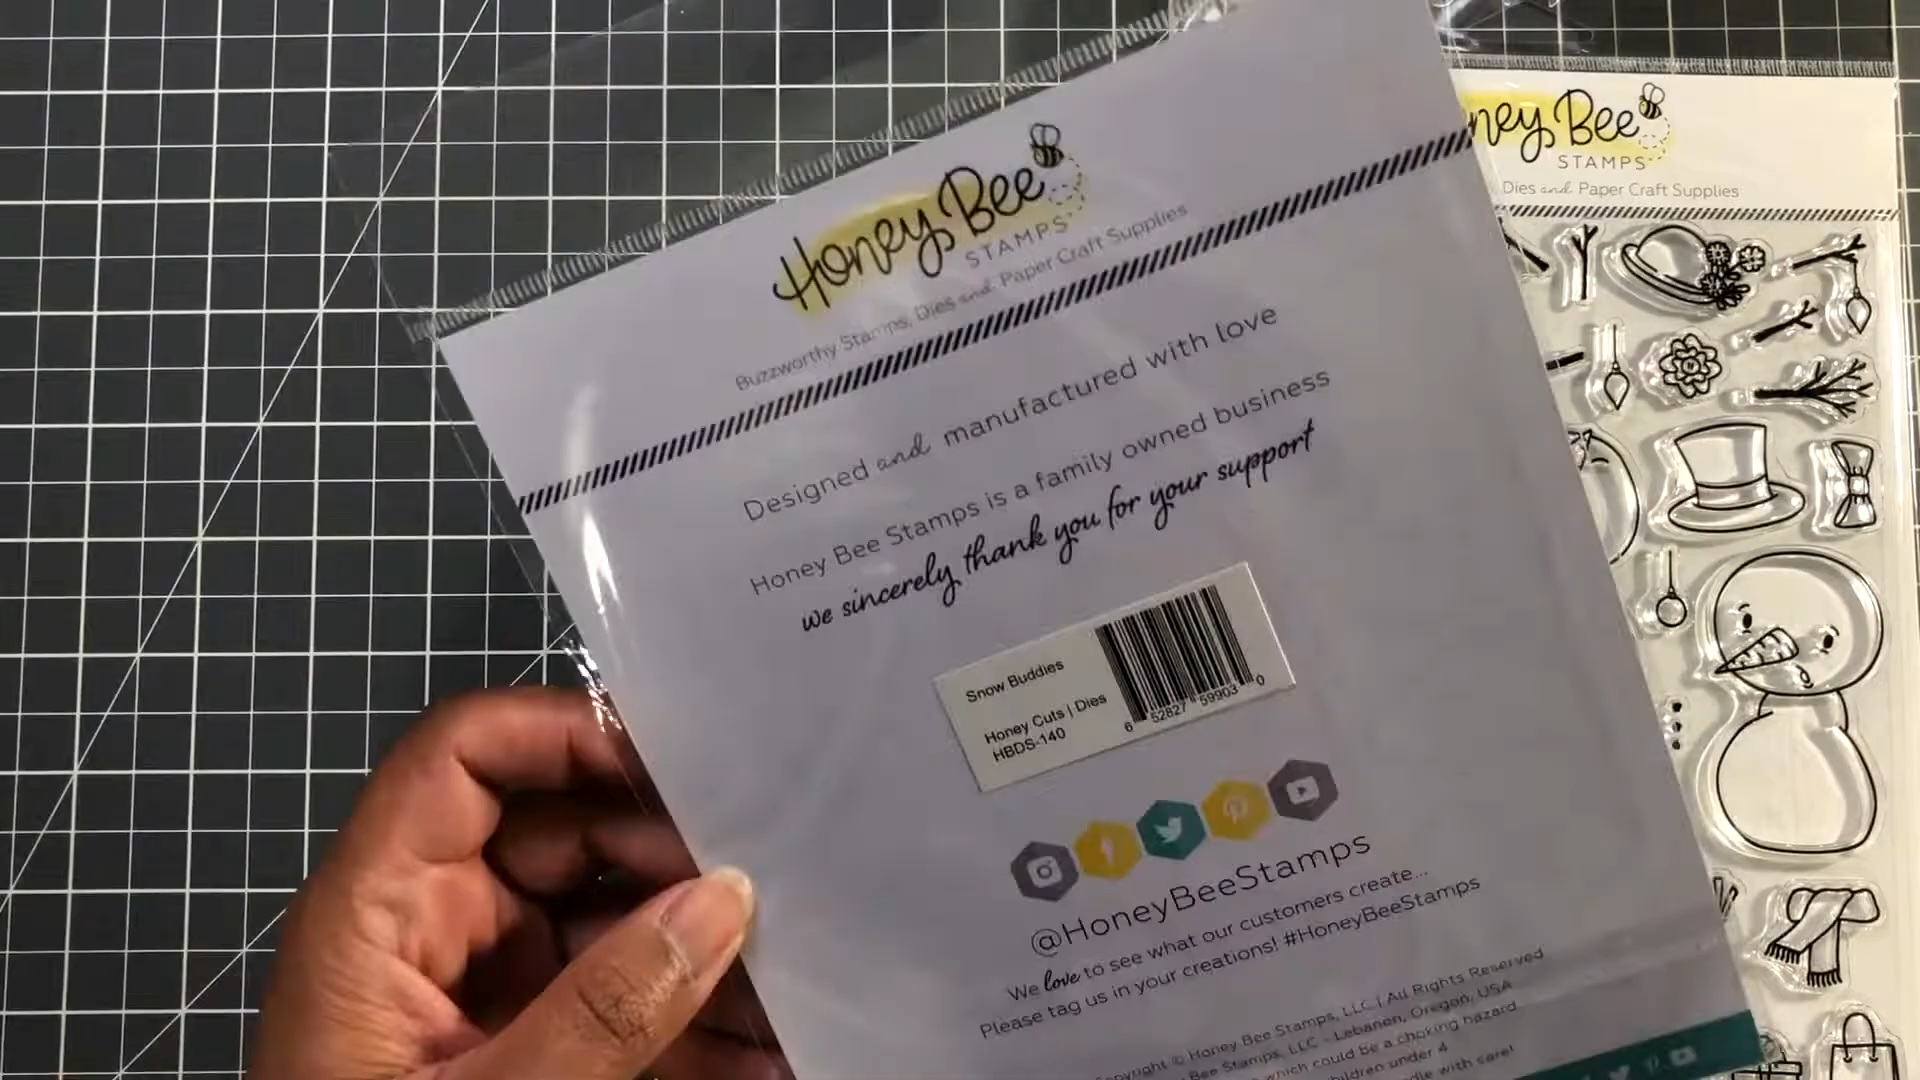 Honey Bee
STAMPS
Buzzworthy Stamps, Dies and Paper Craft Supplies
Designed and manufactured with love
Honey Bee Stamps is a family owned business
we sincerely thank you for your support
Snow Buddies
Honey Cuts | Dies
HBDS-140
6 52827 59903 0
@HoneyBeeStamps
We love to see what our customers create...
Please tag us in your creations! #HoneyBeeStamps
© Honey Bee Stamps, LLC | All Rights Reserved
Bee Stamps, LLC - Lebanon, Oregon, USA
which could be a choking hazard
under 4
with care!
Bee
STAMPS
Dies and Paper Craft Supplies